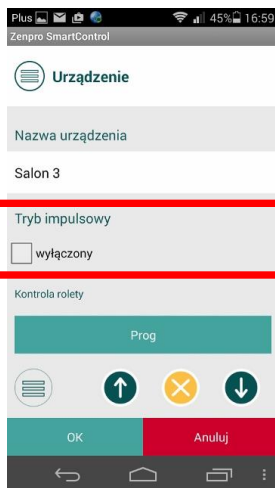 Plus 45% 16:59
Zenpro SmartControl
Urządzenie
Nazwa urządzenia
Salon 3
Tryb impulsowy
wyłączony
Kontrola rolety
Prog
OK Anuluj